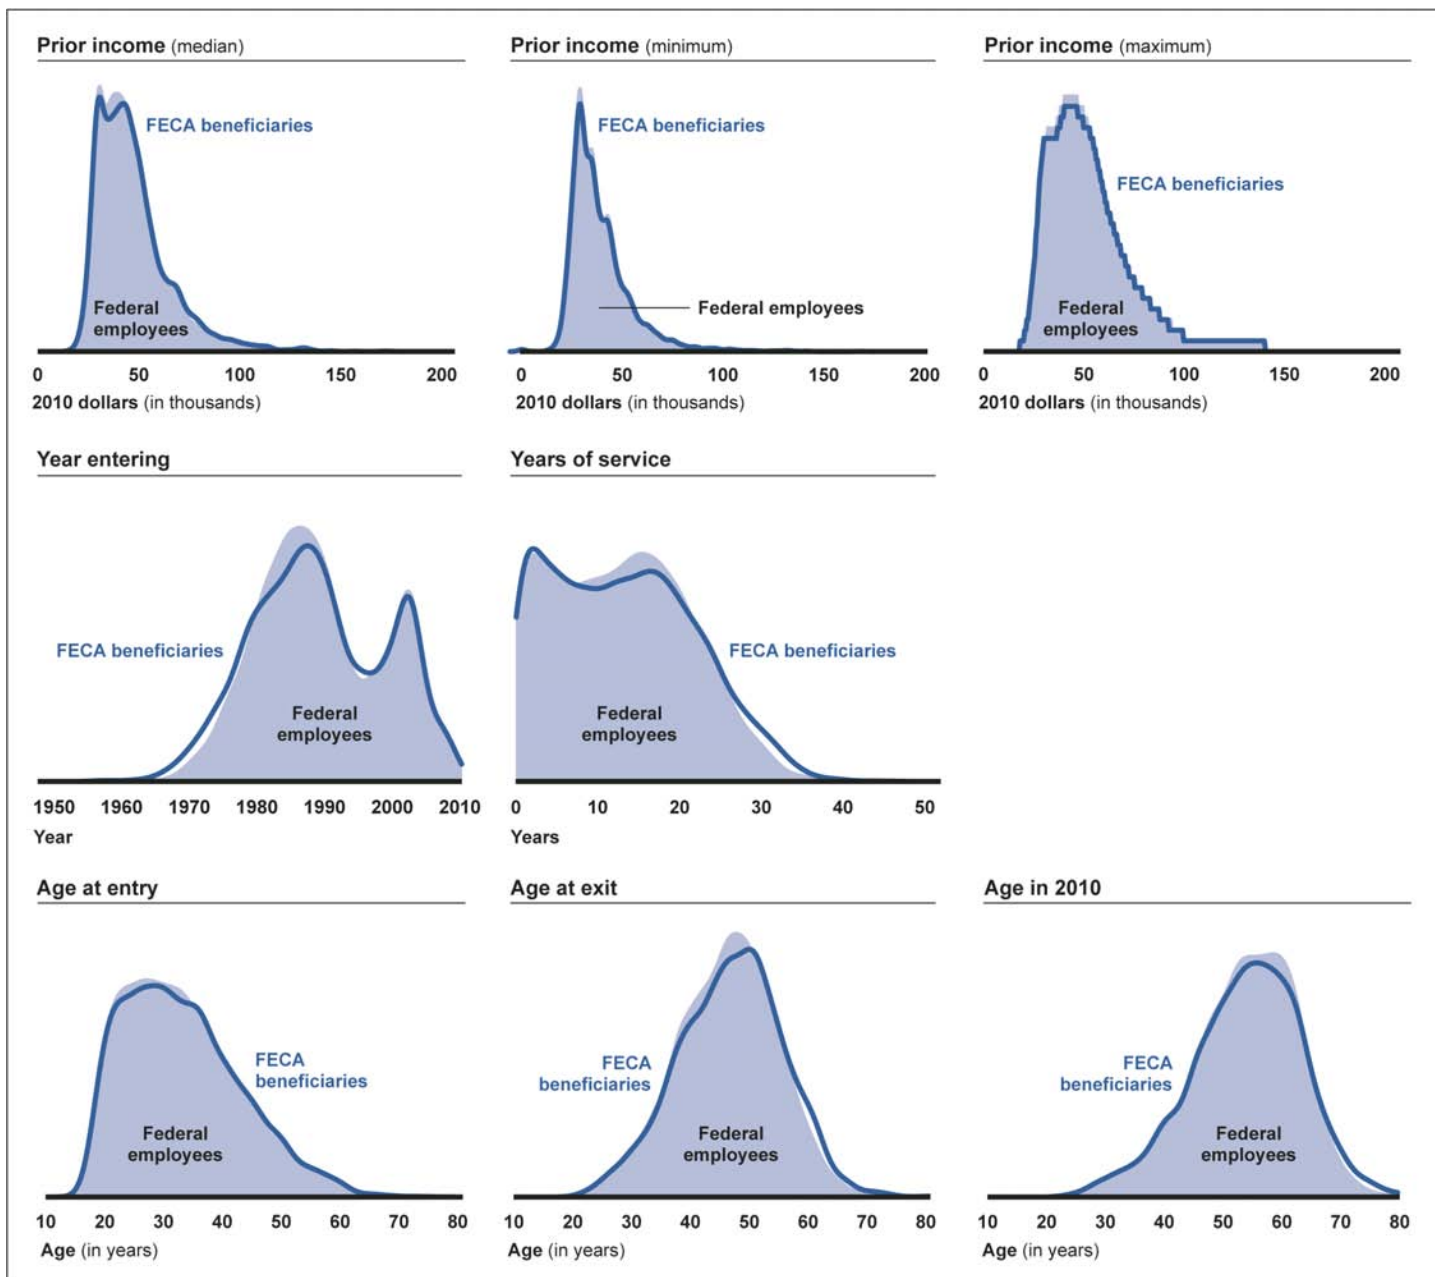 Prior income (median)
FECA beneficiaries
Federal
employees
0 50 100 150 200
2010 dollars (in thousands)
Prior income (minimum)
FECA beneficiaries
Federal employees
0 50 100 150 200
2010 dollars (in thousands)
Prior income (maximum)
FECA beneficiaries
Federal
employees
0 50 100 150 200
2010 dollars (in thousands)
Year entering
FECA beneficiaries
Federal
employees
1950 1960 1970 1980 1990 2000 2010
Year
Years of service
FECA beneficiaries
Federal
employees
0 10 20 30 40 50
Years
Age at entry
FECA
beneficiaries
Federal
employees
10 20 30 40 50 60 70 80
Age (in years)
Age at exit
FECA
beneficiaries
Federal
employees
10 20 30 40 50 60 70 80
Age (in years)
Age in 2010
FECA
beneficiaries
Federal
employees
10 20 30 40 50 60 70 80
Age (in years)